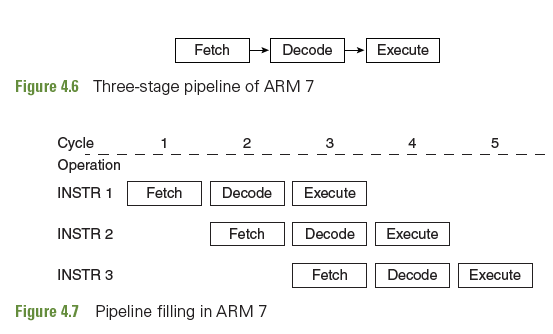 Fetch Decode Execute
Figure 4.6 Three-stage pipeline of ARM 7
Cycle 1 2 3 4 5
Operation
INSTR 1 Fetch Decode Execute
INSTR 2 Fetch Decode Execute
INSTR 3 Fetch Decode Execute
Figure 4.7 Pipeline filling in ARM 7